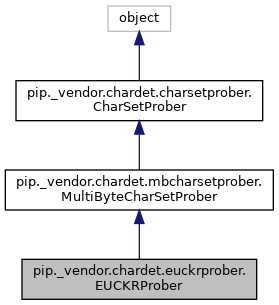 object
pip._vendor.chardet.charsetprober.
CharSetProber
pip._vendor.chardet.mbcharsetprober.
MultiByteCharSetProber
pip._vendor.chardet.euckrprober.
EUCKRProber